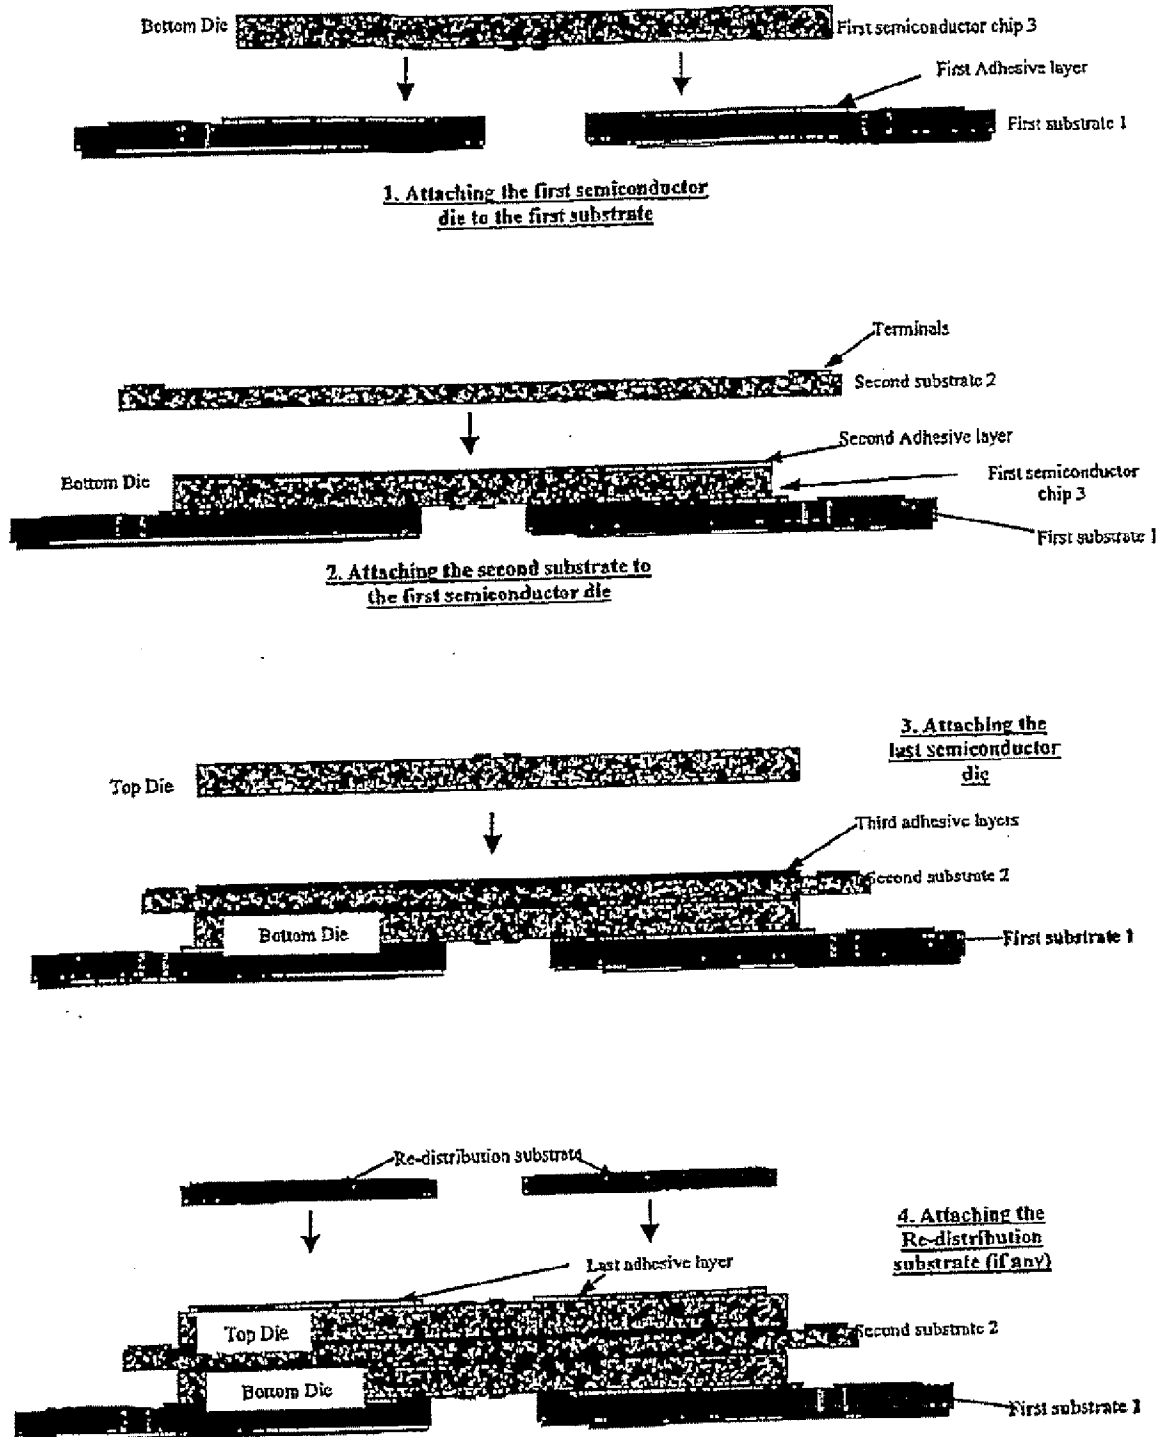 Bottom Die
First semiconductor chip 3
First Adhesive layer
First substrate 1
1. Attaching the first semiconductor
die to the first substrate
Terminals
Second substrate 2
Second Adhesive layer
Bottom Die
First semiconductor
chip 3
First substrate 1
2. Attaching the second substrate to
the first semiconductor die
3. Attaching the
last semiconductor
die
Top Die
Third adhesive layers
Second substrate 2
Bottom Die
First substrate 1
Re-distribution substrate
4. Attaching the
Re-distribution
substrate (if any)
Last adhesive layer
Top Die
Second substrate 2
Bottom Die
First substrate 1